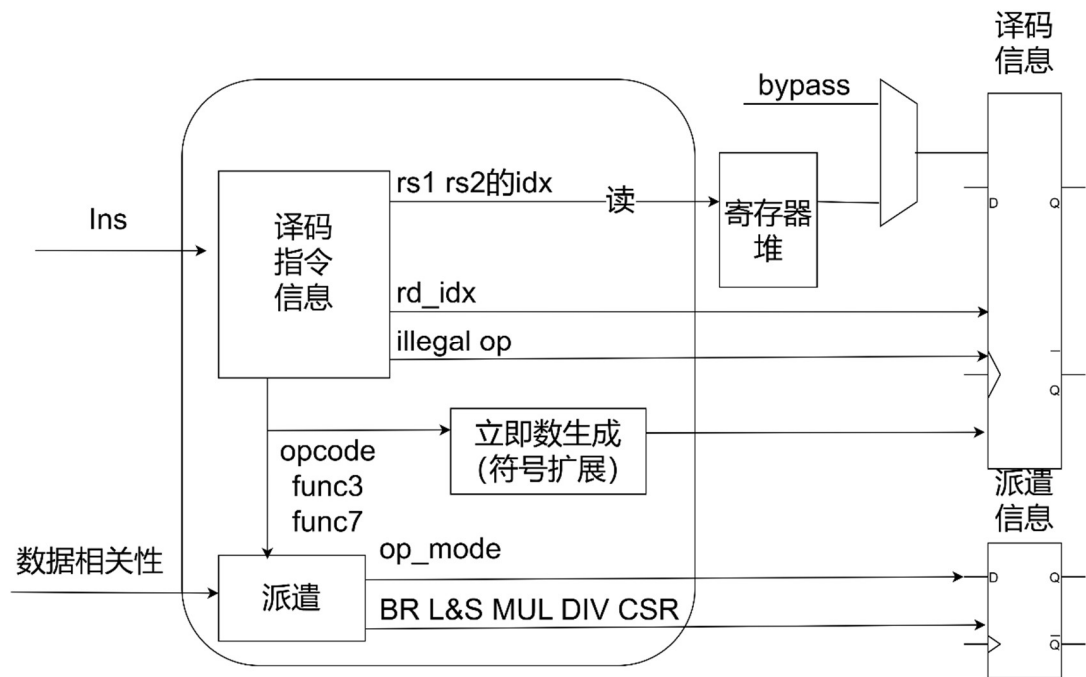 译码
信息
bypass
rs1 rs2的idx
读
寄存器
堆
D
Q
Ins
译码
指令
信息
rd_idx
illegal op
Q
立即数生成
(符号扩展)
opcode
func3
func7
派遣
信息
数据相关性
派遣
op_mode
D
Q
BR L&S MUL DIV CSR
Q